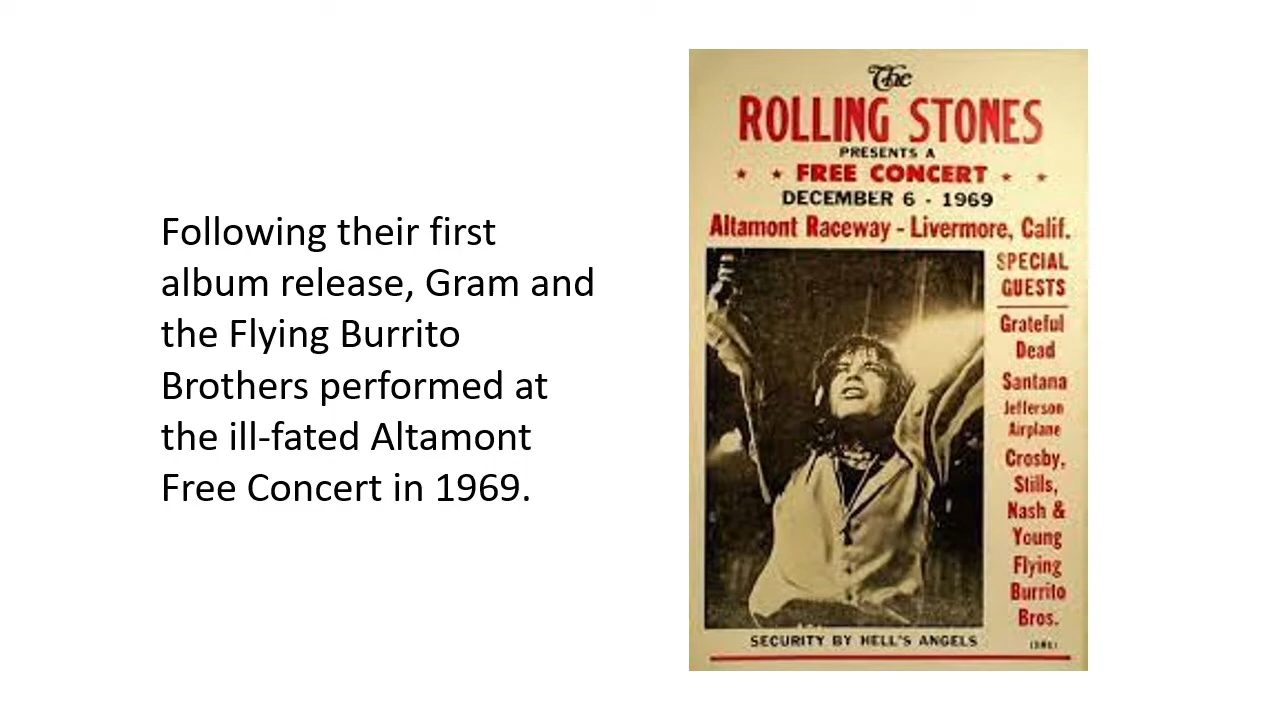 Following their first
album release, Gram and
the Flying Burrito
Brothers performed at
the ill-fated Altamont
Free Concert in 1969.
The
ROLLING STONES
PRESENTS A
FREE CONCERT
DECEMBER 6 - 1969
Altamont Raceway - Livermore, Calif.
SPECIAL
GUESTS
Grateful
Dead
Santana
Jefferson
Airplane
Crosby,
Stills,
Nash &
Young
Flying
Burrito
Bros.
SECURITY BY HELL'S ANGELS